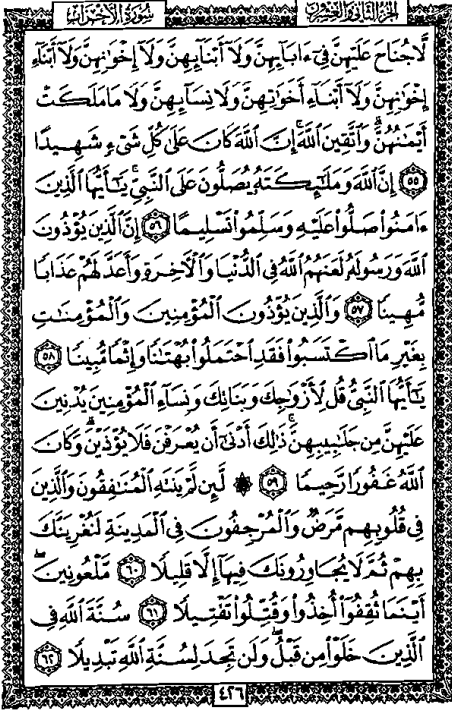 الجزء الثاني والعشرين سورة الأحزاب
لَّا جُنَاحَ عَلَيْهِنَّ فِىٓ ءَابَآئِهِنَّ وَلَآ أَبْنَآئِهِنَّ وَلَآ إِخْوَٰنِهِنَّ وَلَآ أَبْنَآءِ
إِخْوَٰنِهِنَّ وَلَآ أَبْنَآءِ أَخَوَٰتِهِنَّ وَلَا نِسَآئِهِنَّ وَلَا مَا مَلَكَتْ
أَيْمَٰنُهُنَّ ۗ وَٱتَّقِينَ ٱللَّهَ ۚ إِنَّ ٱللَّهَ كَانَ عَلَىٰ كُلِّ شَىْءٍ شَهِيدًا
٥٥ إِنَّ ٱللَّهَ وَمَلَٰٓئِكَتَهُۥ يُصَلُّونَ عَلَى ٱلنَّبِىِّ ۚ يَٰٓأَيُّهَا ٱلَّذِينَ
ءَامَنُوا۟ صَلُّوا۟ عَلَيْهِ وَسَلِّمُوا۟ تَسْلِيمًا ٥٦ إِنَّ ٱلَّذِينَ يُؤْذُونَ
ٱللَّهَ وَرَسُولَهُۥ لَعَنَهُمُ ٱللَّهُ فِى ٱلدُّنْيَا وَٱلْءَاخِرَةِ وَأَعَدَّ لَهُمْ عَذَابًا
مُّهِينًا ٥٧ وَٱلَّذِينَ يُؤْذُونَ ٱلْمُؤْمِنِينَ وَٱلْمُؤْمِنَٰتِ
بِغَيْرِ مَا ٱكْتَسَبُوا۟ فَقَدِ ٱحْتَمَلُوا۟ بُهْتَٰنًا وَإِثْمًا مُّبِينًا ٥٨
يَٰٓأَيُّهَا ٱلنَّبِىُّ قُل لِّأَزْوَٰجِكَ وَبَنَاتِكَ وَنِسَآءِ ٱلْمُؤْمِنِينَ يُدْنِينَ
عَلَيْهِنَّ مِن جَلَٰبِيبِهِنَّ ۚ ذَٰلِكَ أَدْنَىٰٓ أَن يُعْرَفْنَ فَلَا يُؤْذَيْنَ ۗ وَكَانَ
ٱللَّهُ غَفُورًا رَّحِيمًا ٥٩ ۞ لَّئِن لَّمْ يَنتَهِ ٱلْمُنَٰفِقُونَ وَٱلَّذِينَ
فِى قُلُوبِهِم مَّرَضٌ وَٱلْمُرْجِفُونَ فِى ٱلْمَدِينَةِ لَنُغْرِيَنَّكَ
بِهِمْ ثُمَّ لَا يُجَاوِرُونَكَ فِيهَآ إِلَّا قَلِيلًا ٦٠ مَّلْعُونِينَ ۖ
أَيْنَمَا ثُقِفُوٓا۟ أُخِذُوا۟ وَقُتِّلُوا۟ تَقْتِيلًا ٦١ سُنَّةَ ٱللَّهِ فِى
ٱلَّذِينَ خَلَوْا۟ مِن قَبْلُ ۖ وَلَن تَجِدَ لِسُنَّةِ ٱللَّهِ تَبْدِيلًا ٦٢
٤٢٦